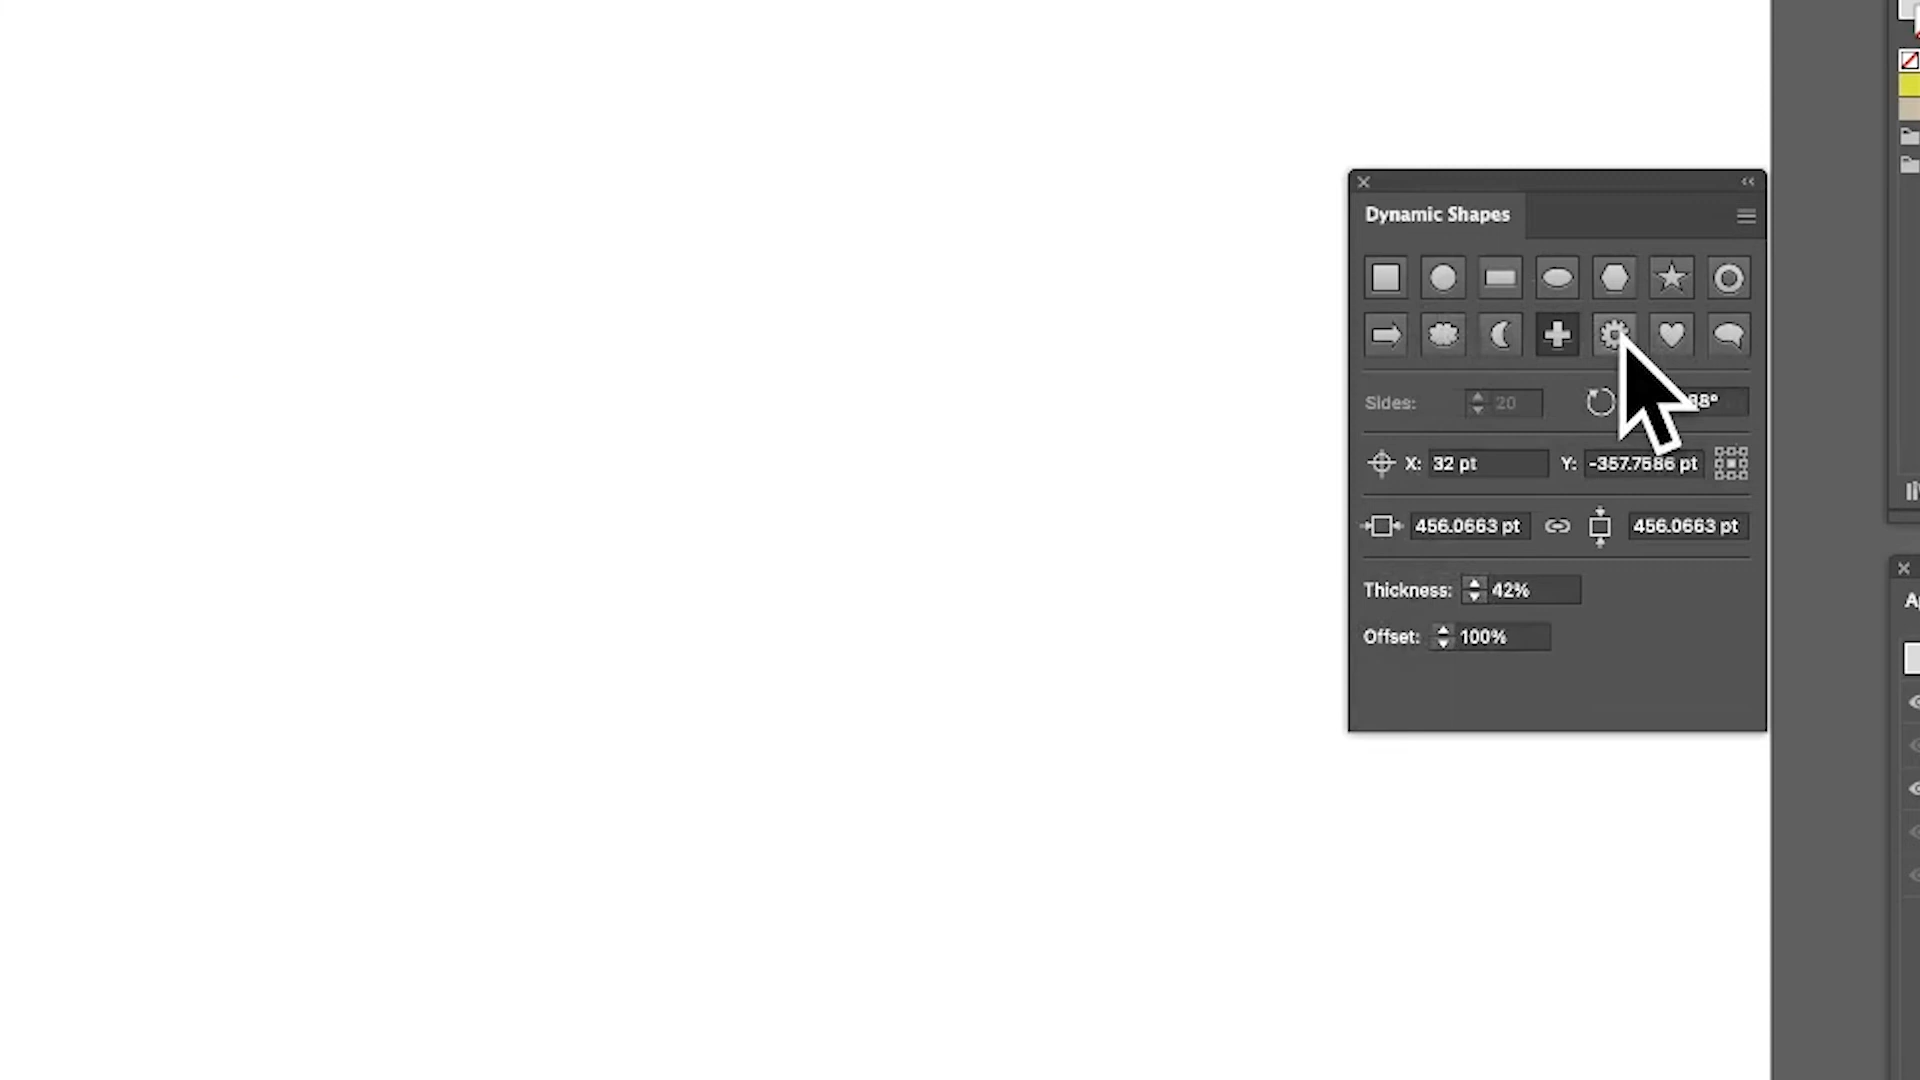 Dynamic Shapes
Sides: 20 38°
X: 32 pt Y: -357.7586 pt
456.0663 pt 456.0663 pt
Thickness: 42%
Offset: 100%